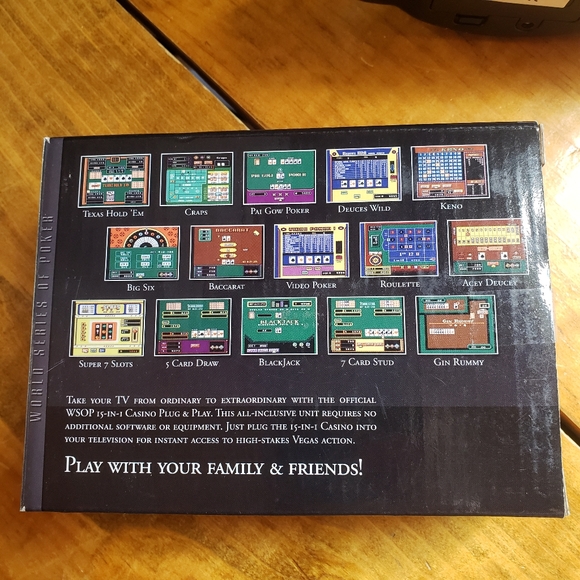 WORLD SERIES OF POKER
TEXAS HOLD 'EM
CRAPS
PAI GOW POKER
DEUCES WILD
KENO
BIG SIX
BACCARAT
VIDEO POKER
ROULETTE
ACEY DEUCEY
SUPER 7 SLOTS
5 CARD DRAW
BLACKJACK
7 CARD STUD
GIN RUMMY
TAKE YOUR TV FROM ORDINARY TO EXTRAORDINARY WITH THE OFFICIAL
WSOP 15-IN-1 CASINO PLUG & PLAY. THIS ALL-INCLUSIVE UNIT REQUIRES NO
ADDITIONAL SOFTWARE OR EQUIPMENT. JUST PLUG THE 15-IN-1 CASINO INTO
YOUR TELEVISION FOR INSTANT ACCESS TO HIGH-STAKES VEGAS ACTION.
PLAY WITH YOUR FAMILY & FRIENDS!